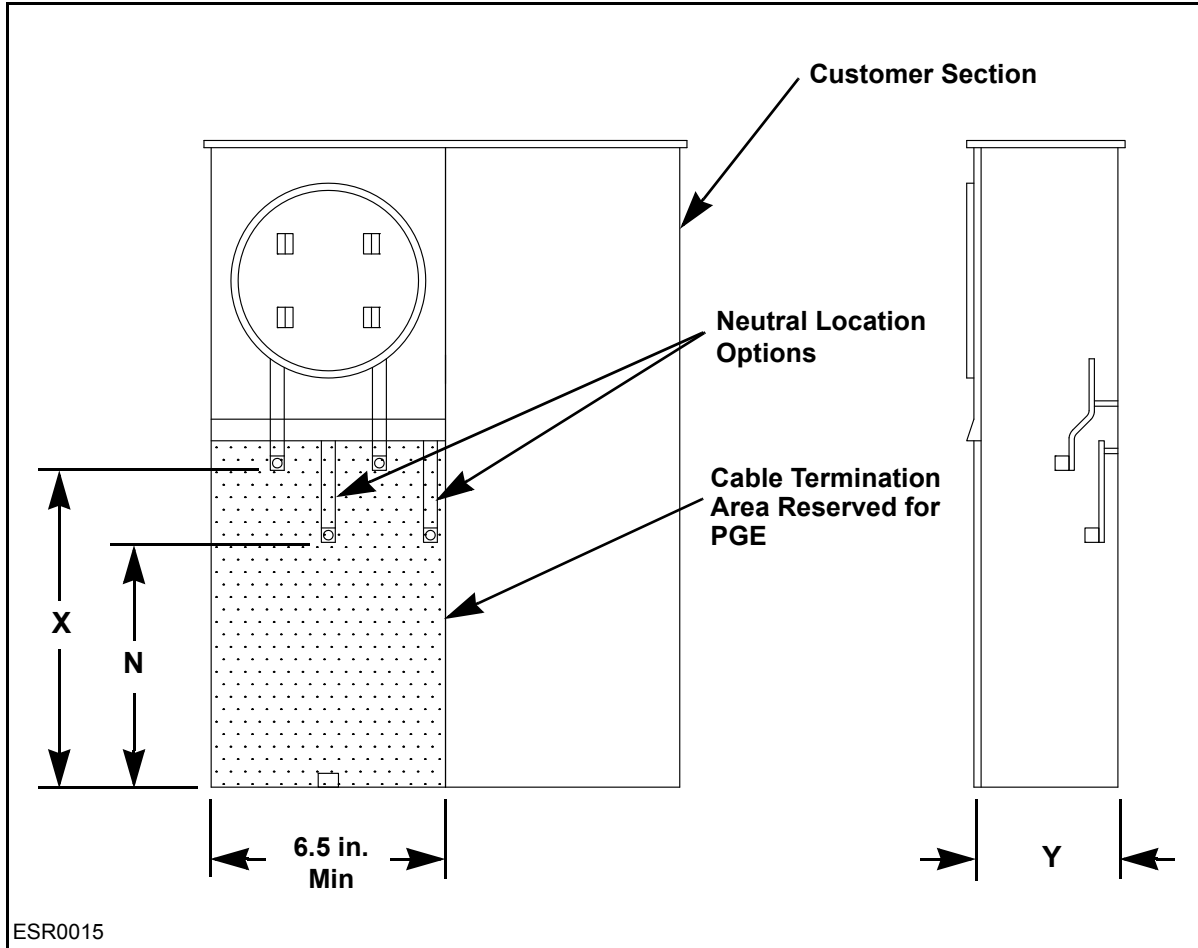 Customer Section
Neutral Location
Options
Cable Termination
Area Reserved for
PGE
X
N
6.5 in.
Min
Y
ESR0015